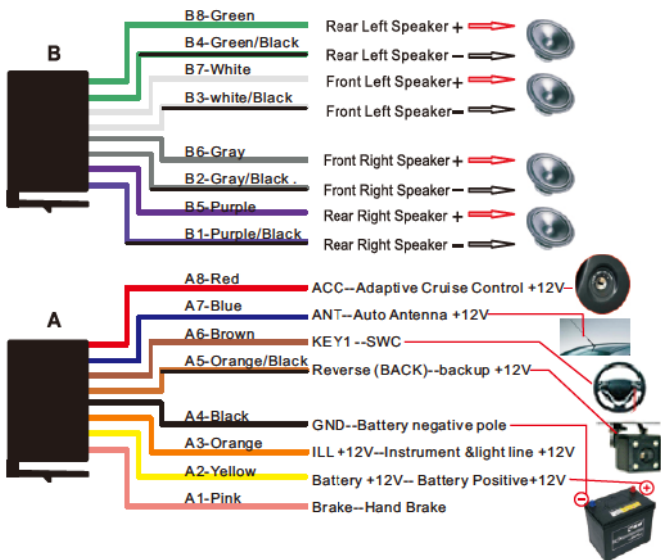 B8-Green
Rear Left Speaker +
B4-Green/Black
Rear Left Speaker -
B
B7-White
Front Left Speaker +
B3-white/Black
Front Left Speaker -
B6-Gray
Front Right Speaker +
B2-Gray/Black .
Front Right Speaker -
B5-Purple
Rear Right Speaker +
B1-Purple/Black
Rear Right Speaker -
A8-Red
ACC--Adaptive Cruise Control +12V
A7-Blue
ANT--Auto Antenna +12V
A
A6-Brown
KEY1 --SWC
A5-Orange/Black
Reverse (BACK)--backup +12V
A4-Black
GND--Battery negative pole
A3-Orange
ILL +12V--Instrument &light line +12V
A2-Yellow
Battery +12V-- Battery Positive+12V
+
-
A1-Pink
Brake--Hand Brake